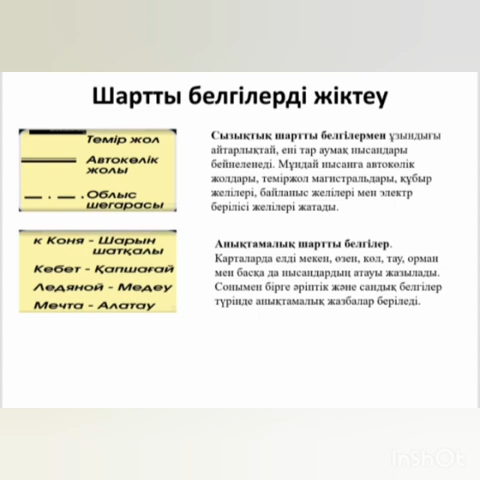 Шартты белгілерді жіктеу
Темір жол
Автокөлік
жолы
Облыс
шегарасы
Сызықтық шартты белгілермен ұзындығы
айтарлықтай, ені тар аумақ нысандары
бейнеленеді. Мұндай нысанға автокөлік
жолдары, теміржол магистральдары, құбыр
желілері, байланыс желілері мен электр
берілісі желілері жатады.
к Коня - Шарын
шатқалы
Кебет - Қапшағай
Ледяной - Медеу
Мечта - Алатау
Анықтамалық шартты белгілер.
Карталарда елді мекен, өзен, көл, тау, орман
мен басқа да нысандардың атауы жазылады.
Сонымен бірге әріптік және сандық белгілер
түрінде анықтамалық жазбалар беріледі.
InShOt